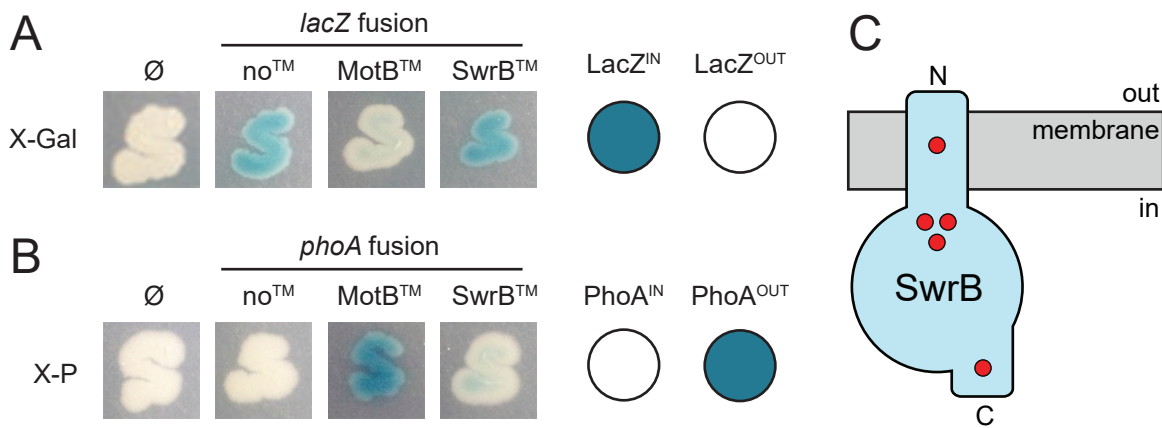 A
lacZ fusion
Ø no™ MotB™ SwrB™ LacZᴵᴺ LacZᴼᵁᵀ
X-Gal
B
phoA fusion
Ø no™ MotB™ SwrB™ PhoAᴵᴺ PhoAᴼᵁᵀ
X-P
C
N
out
membrane
in
SwrB
C